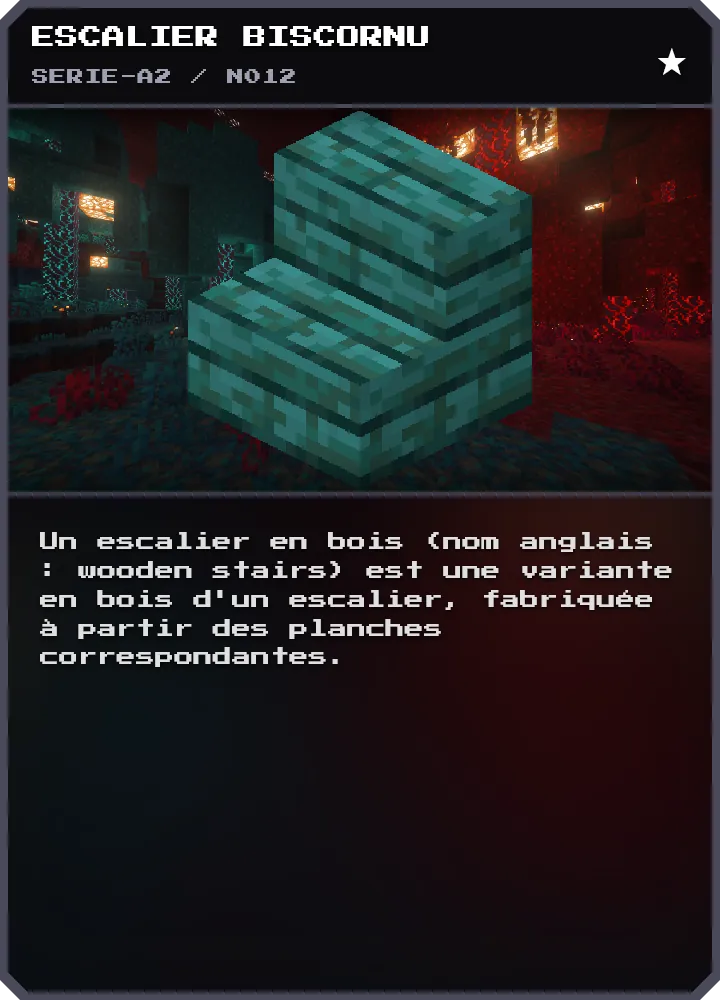 ESCALIER BISCORNU
SERIE-A2 / NO12
Un escalier en bois (nom anglais
: wooden stairs) est une variante
en bois d'un escalier, fabriquée
à partir des planches
correspondantes.